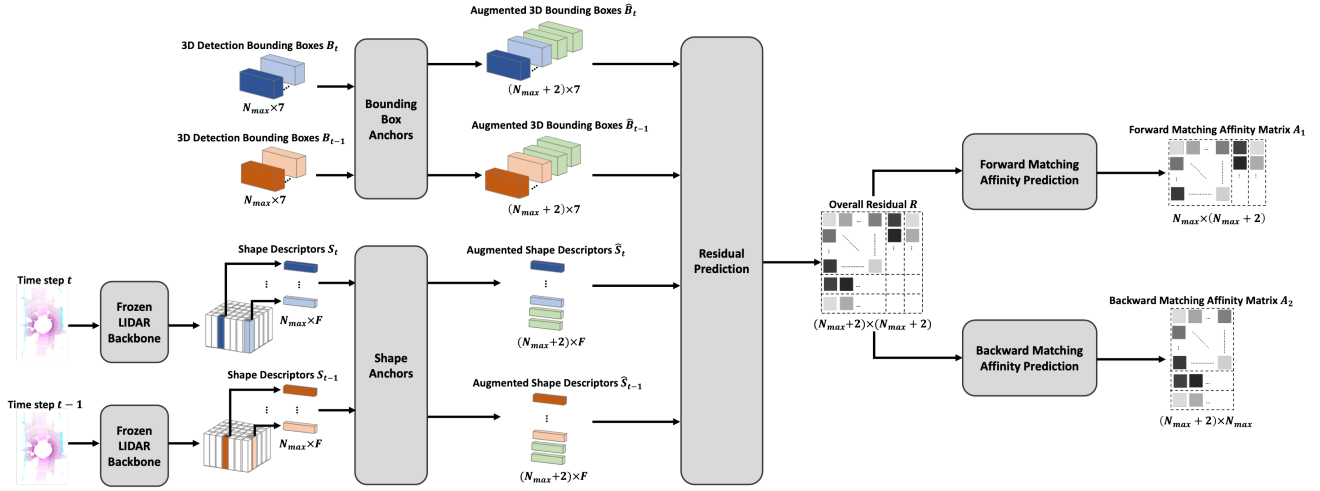 Augmented 3D Bounding Boxes B̂_t
3D Detection Bounding Boxes B_t
...
N_max×7
(N_max + 2)×7
Bounding
Box
Anchors
3D Detection Bounding Boxes B_{t−1}
Augmented 3D Bounding Boxes B̂_{t−1}
...
N_max×7
(N_max + 2)×7
Shape Descriptors S_t
Augmented Shape Descriptors Ŝ_t
Time step t
Frozen
LIDAR
Backbone
N_max×F
(N_max+2)×F
Shape
Anchors
Shape Descriptors S_{t−1}
Augmented Shape Descriptors Ŝ_{t−1}
Time step t − 1
Frozen
LIDAR
Backbone
N_max×F
(N_max+2)×F
Residual
Prediction
Overall Residual R
(N_max+2)×(N_max + 2)
Forward Matching
Affinity Prediction
Forward Matching Affinity Matrix A_1
N_max×(N_max + 2)
Backward Matching
Affinity Prediction
Backward Matching Affinity Matrix A_2
(N_max + 2)×N_max